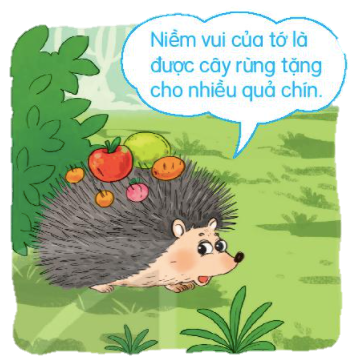 Niềm vui của tớ là
được cây rừng tặng
cho nhiều quả chín.